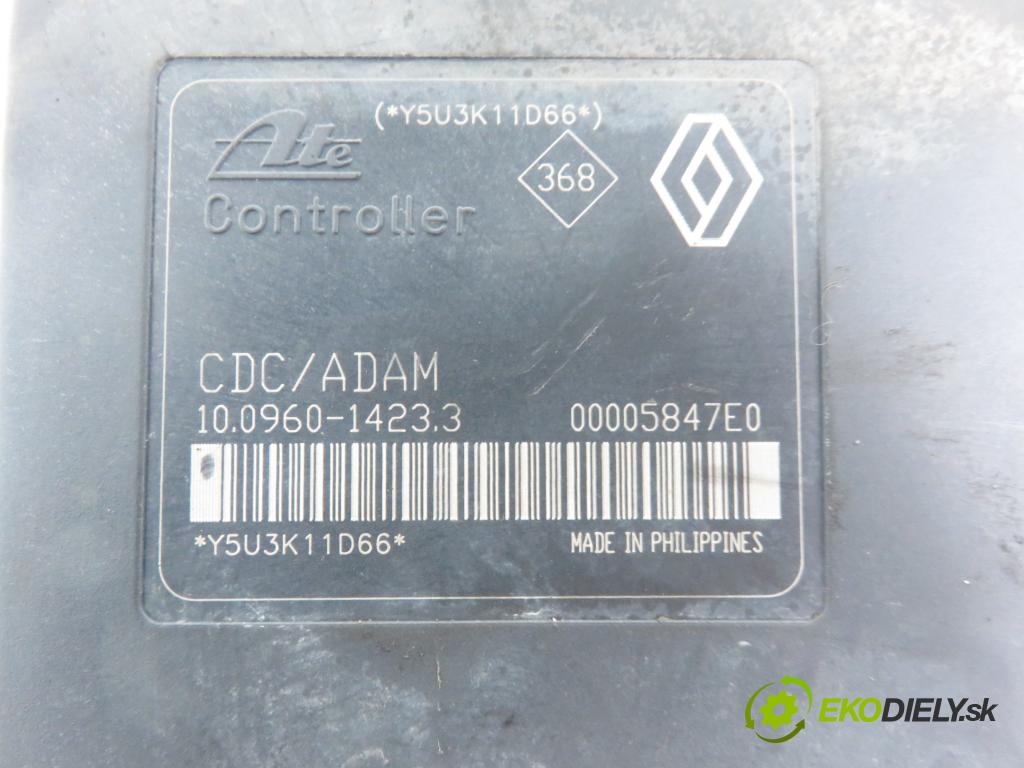 (*Y5U3K11D66*)
Ate
368
Controller
CDC/ADAM
10.0960-1423.3 00005847E0
*Y5U3K11D66* MADE IN PHILIPPINES
EKODIELY.sk